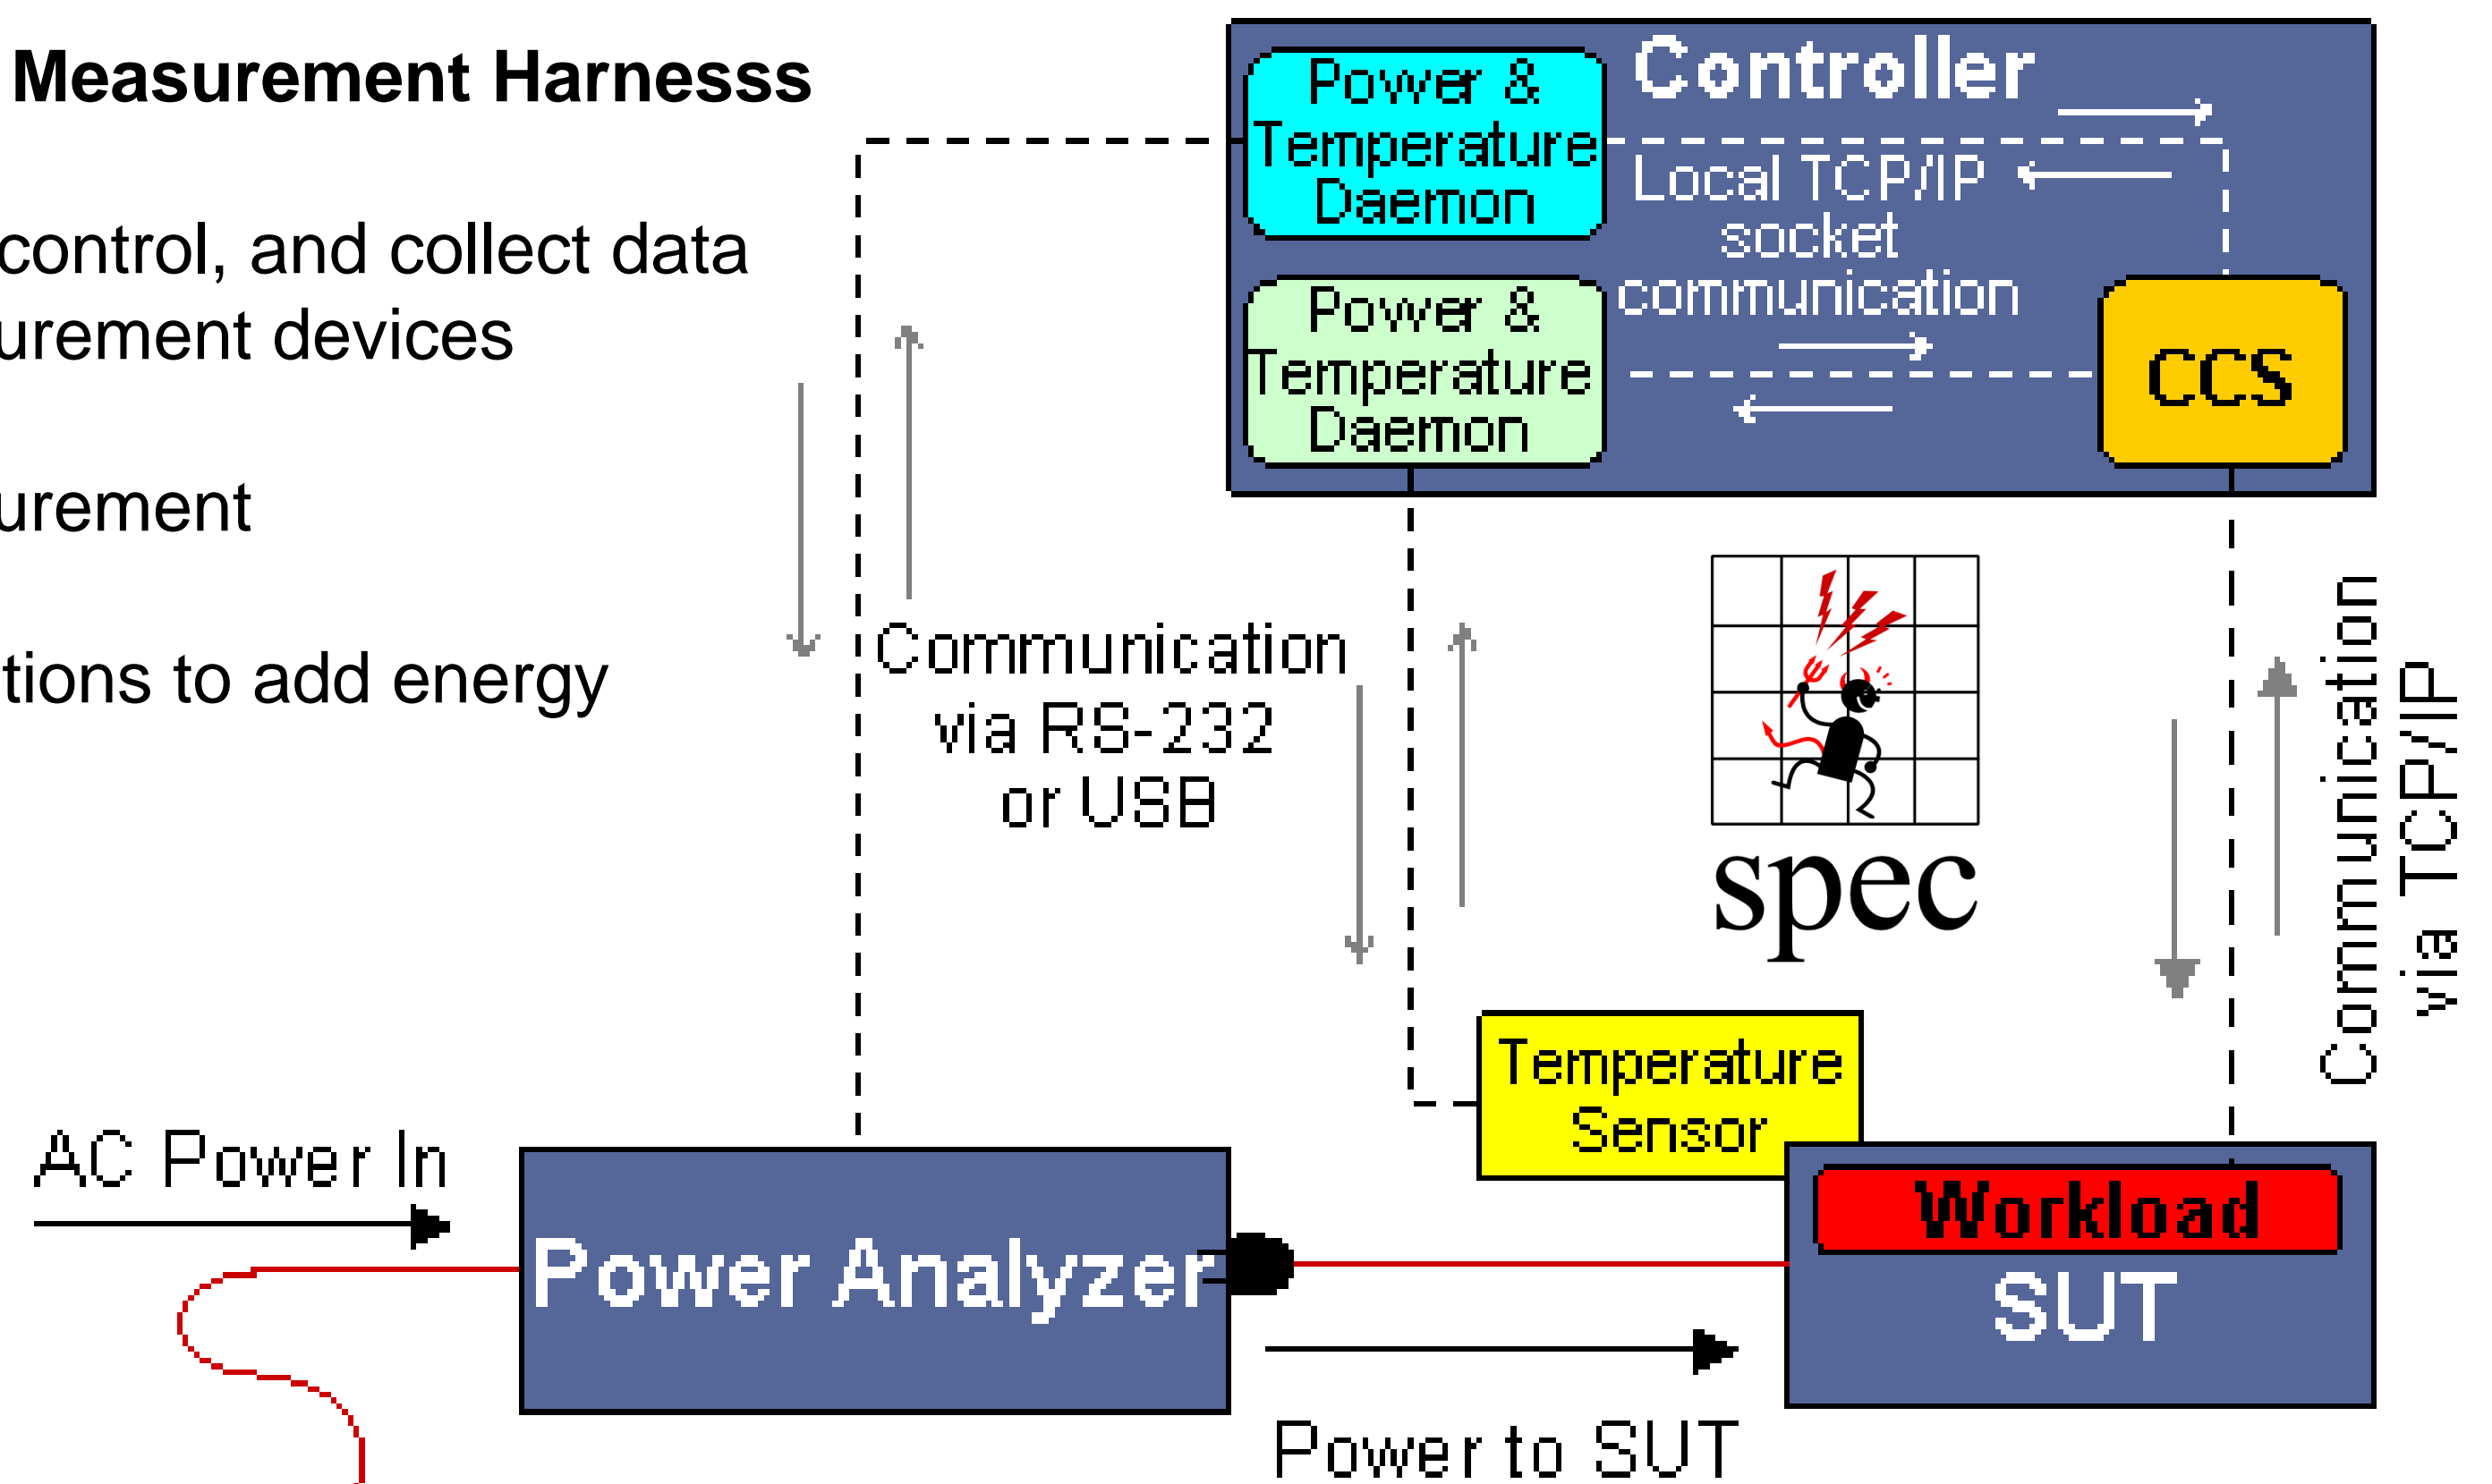 Measurement Harnesss
control, and collect data
urement devices
urement
tions to add energy
Power &
Temperature
Daemon
Controller
Local TCP/IP
socket
communication
Power &
Temperature
Daemon
CCS
Communication
via RS-232
or USB
spec
Communication
via TCP/IP
Temperature
Sensor
AC Power In
Power Analyzer
Workload
SUT
Power to SUT